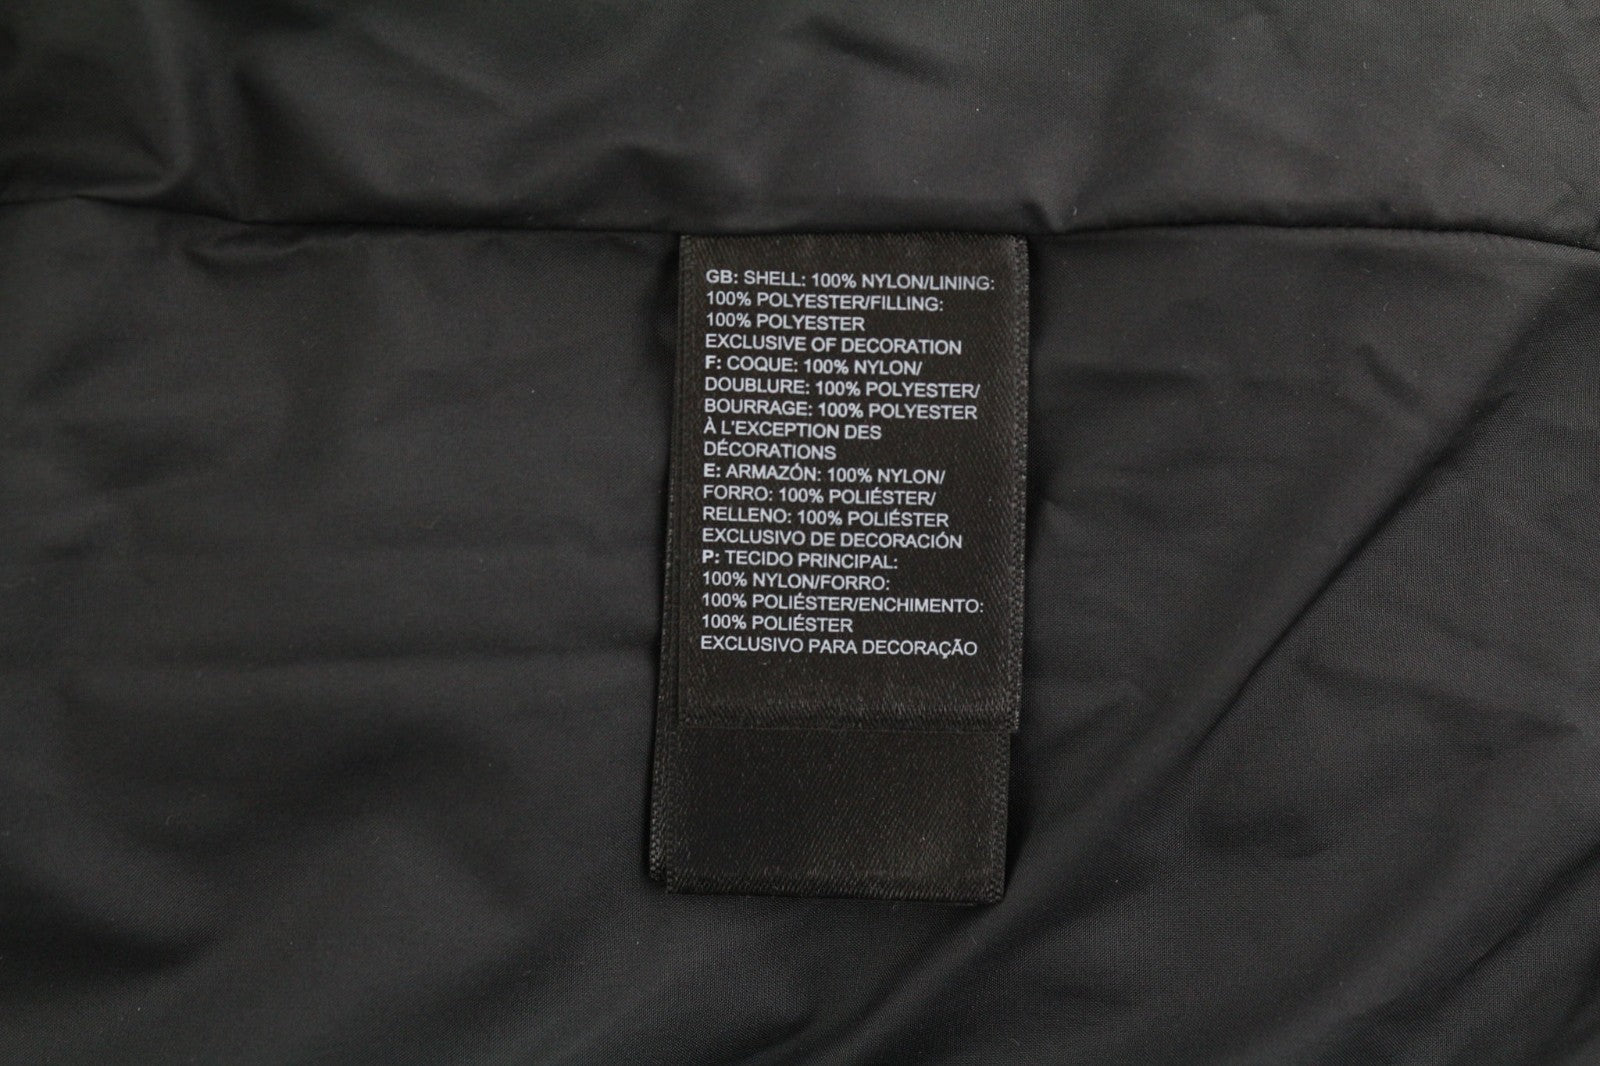 GB: SHELL: 100% NYLON/LINING:
100% POLYESTER/FILLING:
100% POLYESTER
EXCLUSIVE OF DECORATION
F: COQUE: 100% NYLON/
DOUBLURE: 100% POLYESTER/
BOURRAGE: 100% POLYESTER
À L'EXCEPTION DES
DÉCORATIONS
E: ARMAZÓN: 100% NYLON/
FORRO: 100% POLIÉSTER/
RELLENO: 100% POLIÉSTER
EXCLUSIVO DE DECORACIÓN
P: TECIDO PRINCIPAL:
100% NYLON/FORRO:
100% POLIÉSTER/ENCHIMENTO:
100% POLIÉSTER
EXCLUSIVO PARA DECORAÇÃO